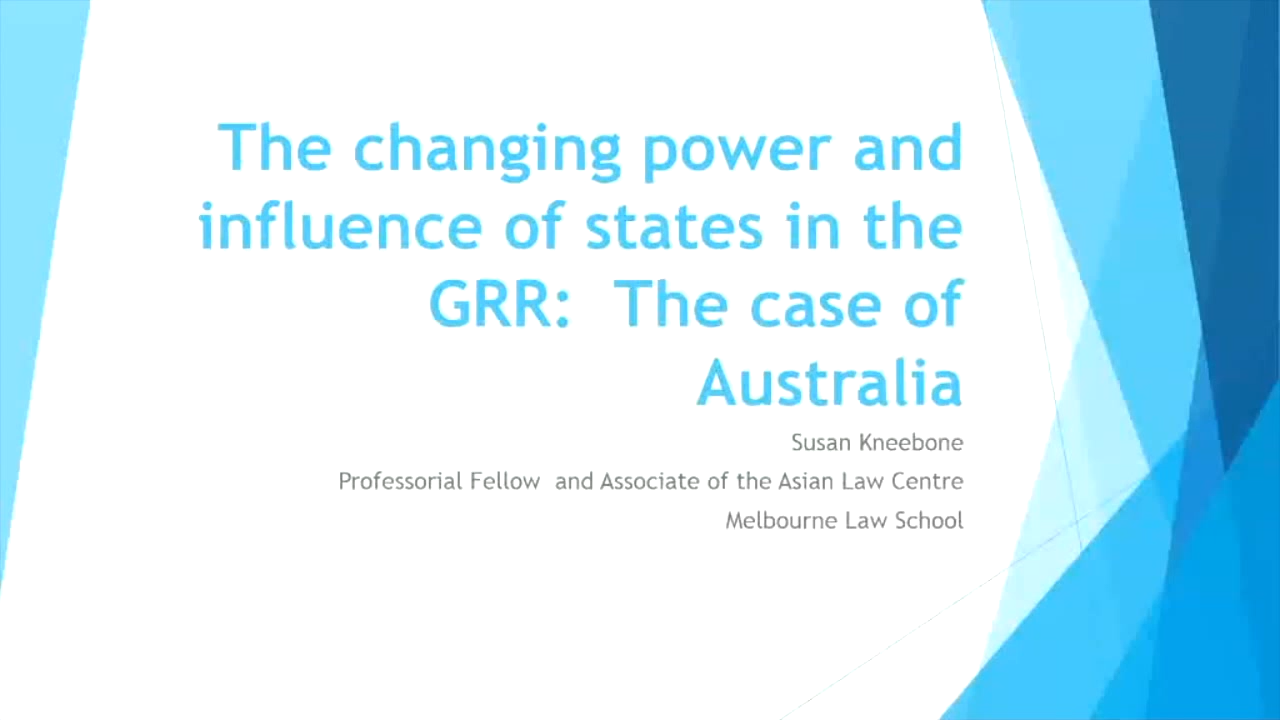 The changing power and
influence of states in the
GRR:  The case of
Australia
Susan Kneebone
Professorial Fellow  and Associate of the Asian Law Centre
Melbourne Law School